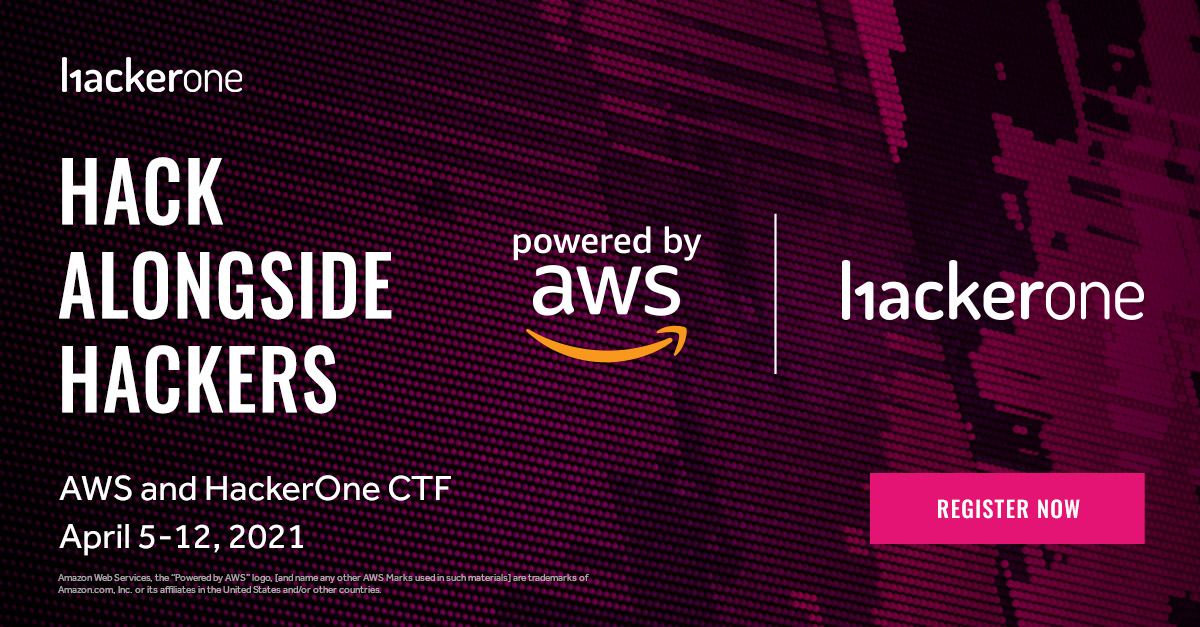 hackerone
HACK
ALONGSIDE
HACKERS
powered by
aws
hackerone
AWS and HackerOne CTF
April 5-12, 2021
REGISTER NOW
Amazon Web Services, the “Powered by AWS” logo, [and name any other AWS Marks used in such materials] are trademarks of
Amazon.com, Inc. or its affiliates in the United States and/or other countries.